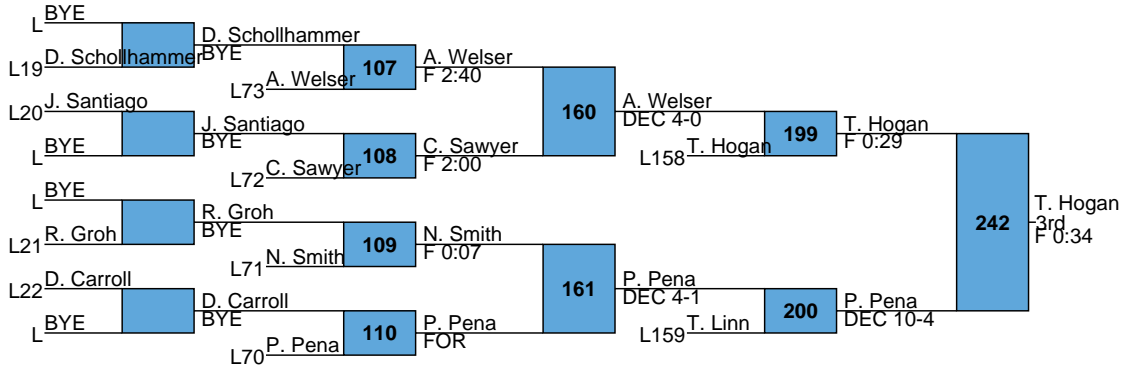 BYE
L
D. Schollhammer
BYE
L19 D. Schollhammer
107
A. Welser
F 2:40
L73 A. Welser
L20 J. Santiago
J. Santiago
BYE
L BYE
108
C. Sawyer
F 2:00
L72 C. Sawyer
160
A. Welser
DEC 4-0
L158 T. Hogan
199
T. Hogan
F 0:29
L BYE
R. Groh
BYE
L21 R. Groh
109
N. Smith
F 0:07
L71 N. Smith
L22 D. Carroll
D. Carroll
BYE
L BYE
110
P. Pena
FOR
L70 P. Pena
161
P. Pena
DEC 4-1
L159 T. Linn
200
P. Pena
DEC 10-4
242
T. Hogan
3rd
F 0:34